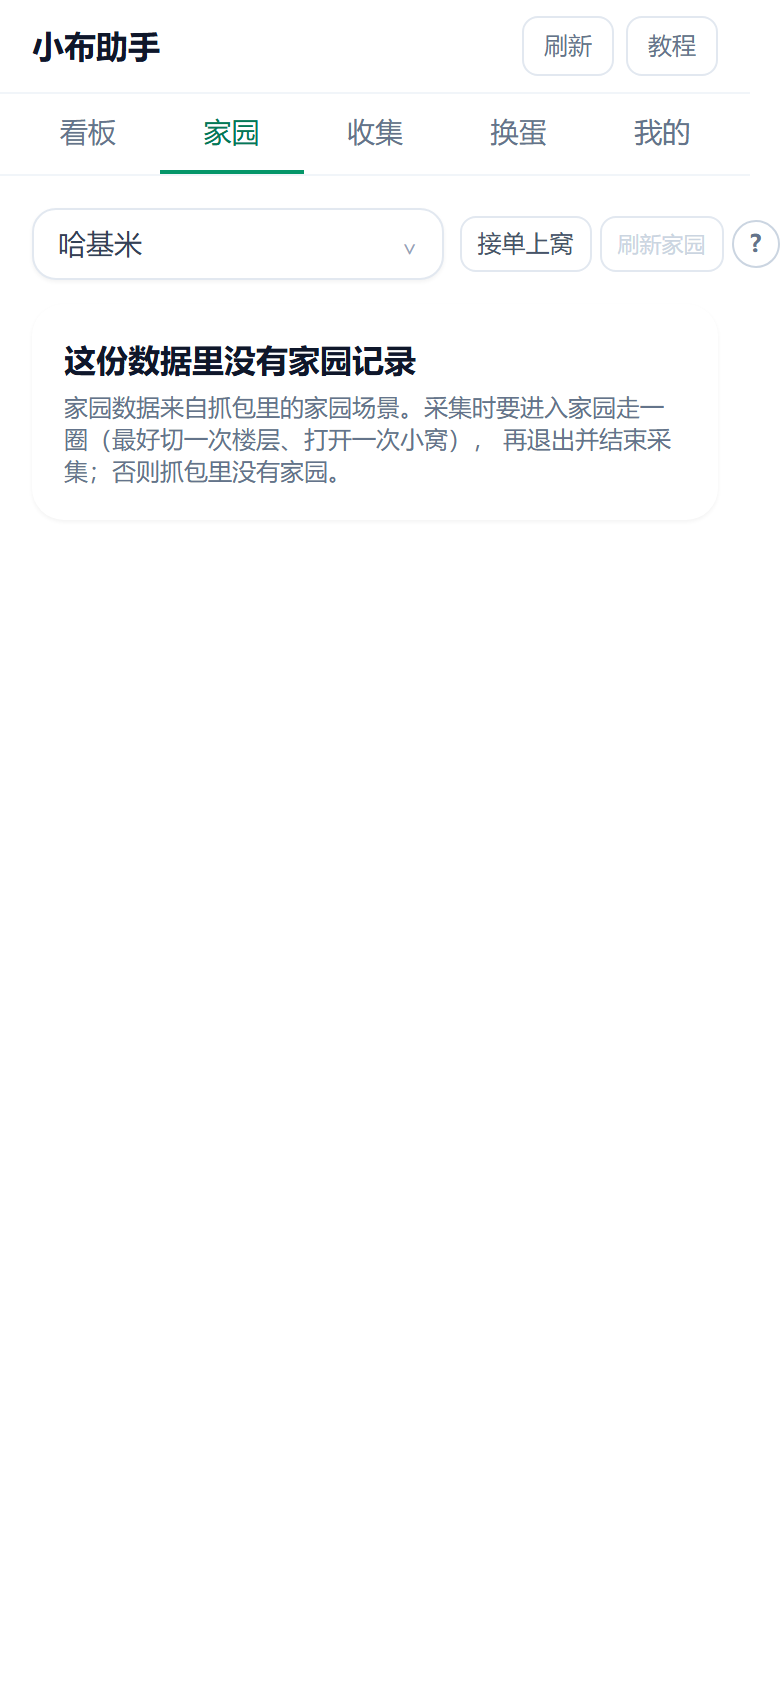 小布助手
刷新
教程
看板
家园
收集
换蛋
我的
哈基米
接单上窝
刷新家园
?
这份数据里没有家园记录
家园数据来自抓包里的家园场景。采集时要进入家园走一
圈（最好切一次楼层、打开一次小窝）， 再退出并结束采
集；否则抓包里没有家园。